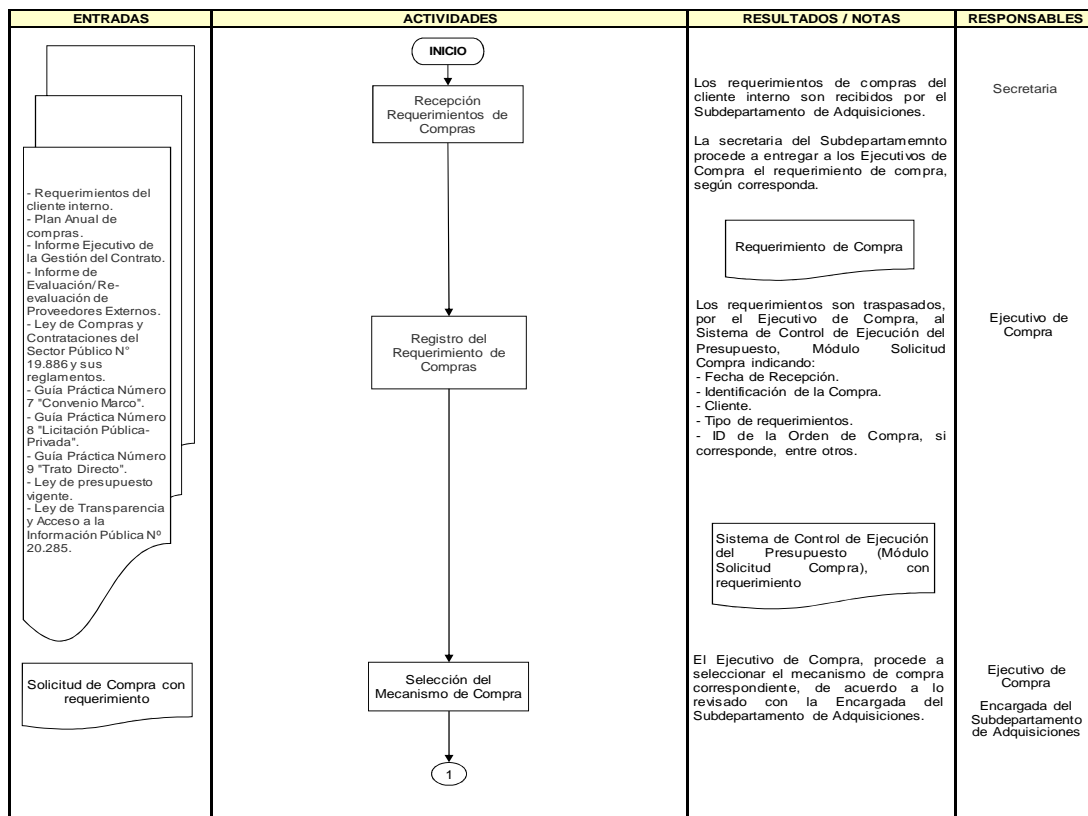 ENTRADAS
ACTIVIDADES
RESULTADOS / NOTAS
RESPONSABLES
- Requerimientos del
cliente interno.
- Plan Anual de
compras.
- Informe Ejecutivo de
la Gestión del Contrato.
- Informe de
Evaluación/ Re-
evaluación de
Proveedores Externos.
- Ley de Compras y
Contrataciones del
Sector Público N°
19.886 y sus
reglamentos.
- Guía Práctica Número
7 "Convenio Marco".
- Guía Práctica Número
8 "Licitación Pública-
Privada".
- Guía Práctica Número
9 "Trato Directo".
- Ley de presupuesto
vigente.
- Ley de Transparencia
y Acceso a la
Información Pública Nº
20.285.
Solicitud de Compra con
requerimiento
INICIO
Recepción
Requerimientos de
Compras
Registro del
Requerimiento de
Compras
Selección del
Mecanismo de Compra
1
Los requerimientos de compras del
cliente interno son recibidos por el
Subdepartamento de Adquisiciones.
La secretaria del Subdepartamemnto
procede a entregar a los Ejecutivos de
Compra el requerimiento de compra,
según corresponda.
Requerimiento de Compra
Los requerimientos son traspasados,
por el Ejecutivo de Compra, al
Sistema de Control de Ejecución del
Presupuesto, Módulo Solicitud
Compra indicando:
- Fecha de Recepción.
- Identificación de la Compra.
- Cliente.
- Tipo de requerimientos.
- ID de la Orden de Compra, si
corresponde, entre otros.
Sistema de Control de Ejecución
del Presupuesto (Módulo
Solicitud Compra), con
requerimiento
El Ejecutivo de Compra, procede a
seleccionar el mecanismo de compra
correspondiente, de acuerdo a lo
revisado con la Encargada del
Subdepartamento de Adquisiciones.
Secretaria
Ejecutivo de
Compra
Ejecutivo de
Compra
Encargada del
Subdepartamento
de Adquisiciones